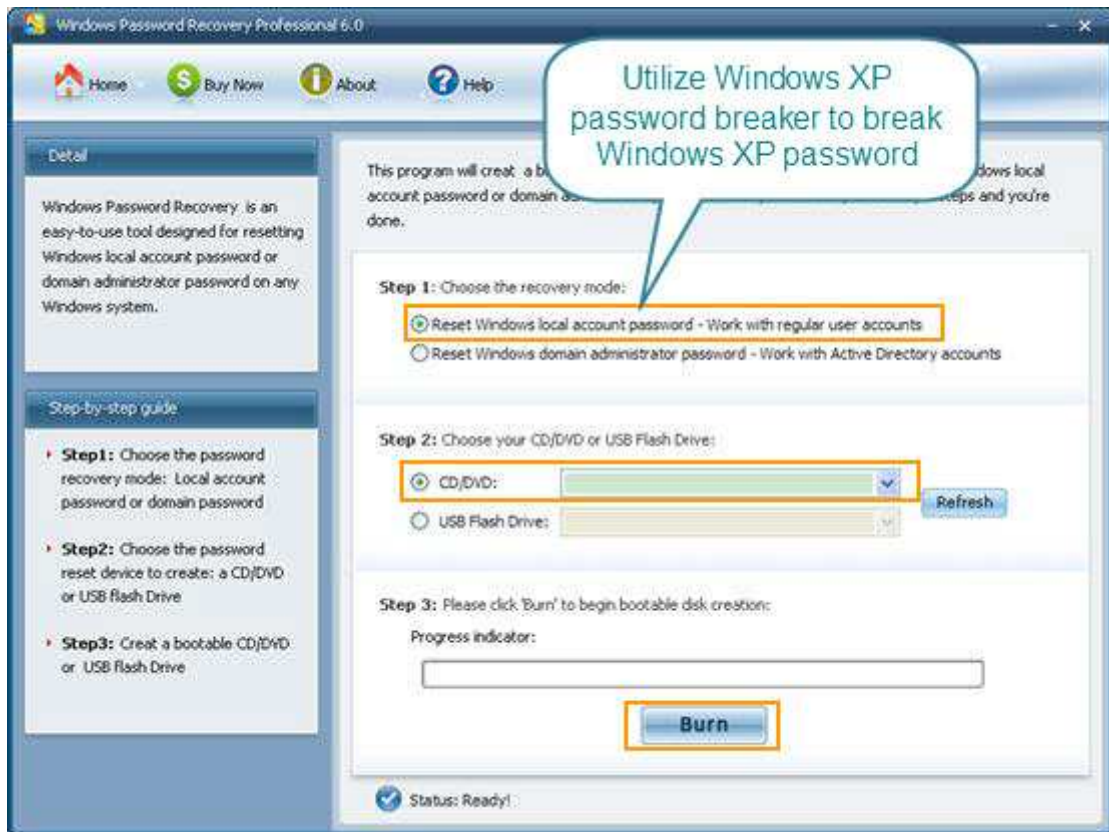 Windows Password Recovery Professional 6.0
Home
Buy Now
About
Help
Utilize Windows XP
password breaker to break
Windows XP password
Detail
Windows Password Recovery is an
easy-to-use tool designed for resetting
Windows local account password or
domain administrator password on any
Windows system.
Step-by-step guide
Step1: Choose the password
recovery mode: Local account
password or domain password
Step2: Choose the password
reset device to create: a CD/DVD
or USB flash Drive
Step3: Creat a bootable CD/DVD
or USB flash Drive
This program will creat a
local
account password or domain
and you're
done.
Step 1: Choose the recovery mode:
Reset Windows local account password - Work with regular user accounts
Reset Windows domain administrator password - Work with Active Directory accounts
Step 2: Choose your CD/DVD or USB Flash Drive:
CD/DVD:
Refresh
USB Flash Drive:
Step 3: Please click 'Burn' to begin bootable disk creation:
Progress indicator:
Burn
Status: Ready!